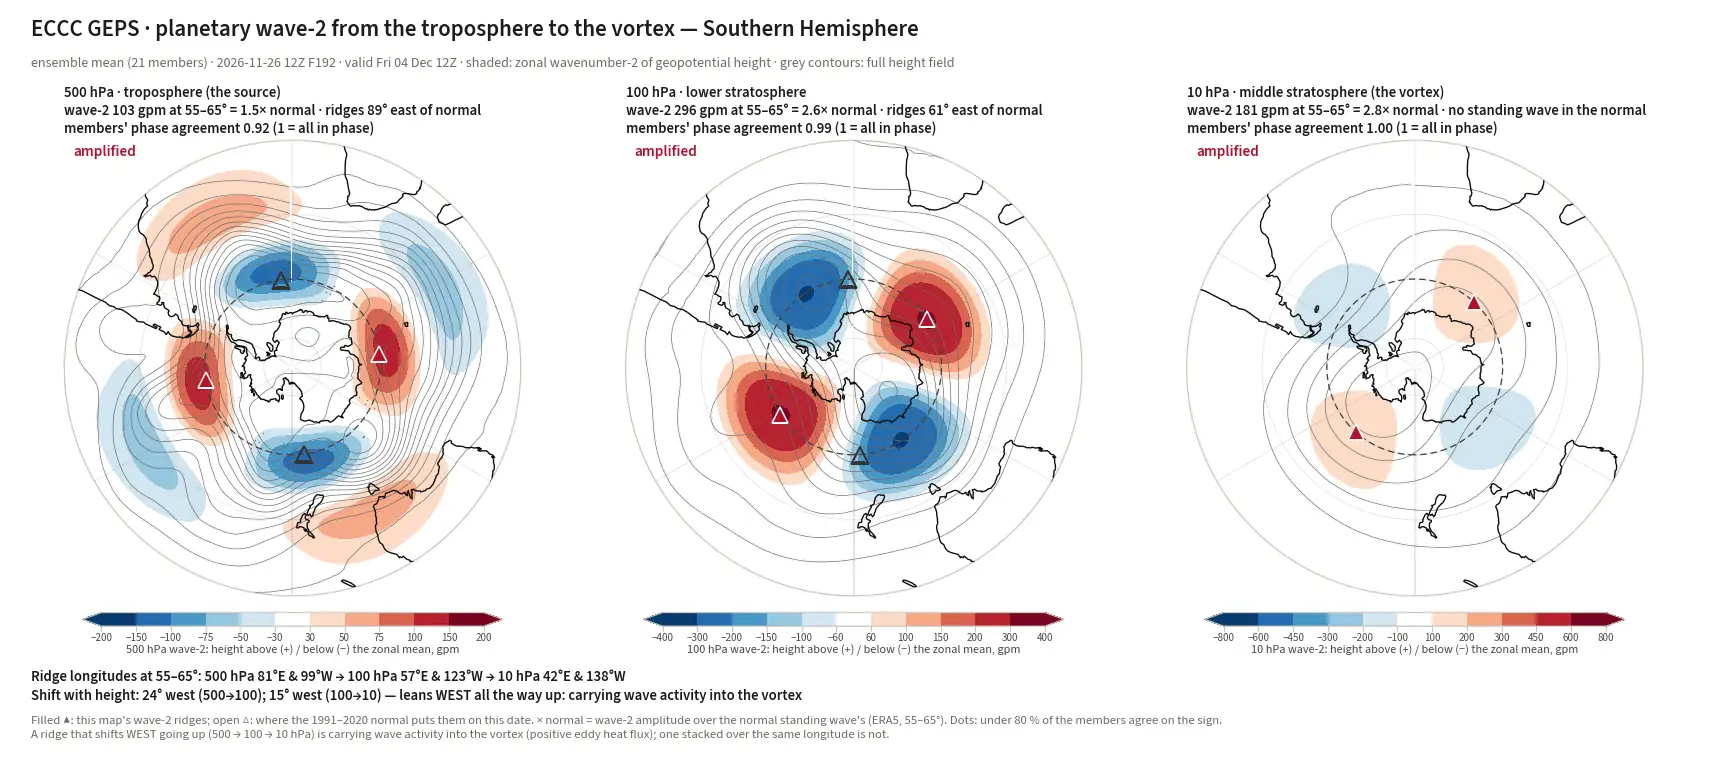 ECCC GEPS · planetary wave-2 from the troposphere to the vortex — Southern Hemisphere
ensemble mean (21 members) · 2026-11-26 12Z F192 · valid Fri 04 Dec 12Z · shaded: zonal wavenumber-2 of geopotential height · grey contours: full height field
500 hPa · troposphere (the source)
wave-2 103 gpm at 55–65° = 1.5× normal · ridges 89° east of normal
members' phase agreement 0.92 (1 = all in phase)
amplified
100 hPa · lower stratosphere
wave-2 296 gpm at 55–65° = 2.6× normal · ridges 61° east of normal
members' phase agreement 0.99 (1 = all in phase)
amplified
10 hPa · middle stratosphere (the vortex)
wave-2 181 gpm at 55–65° = 2.8× normal · no standing wave in the normal
members' phase agreement 1.00 (1 = all in phase)
amplified
−200 −150 −100 −75 −50 −30 30 50 75 100 150 200
500 hPa wave-2: height above (+) / below (−) the zonal mean, gpm
−400 −300 −200 −150 −100 −60 60 100 150 200 300 400
100 hPa wave-2: height above (+) / below (−) the zonal mean, gpm
−800 −600 −450 −300 −200 −100 100 200 300 450 600 800
10 hPa wave-2: height above (+) / below (−) the zonal mean, gpm
Ridge longitudes at 55–65°: 500 hPa 81°E & 99°W → 100 hPa 57°E & 123°W → 10 hPa 42°E & 138°W
Shift with height: 24° west (500→100); 15° west (100→10) — leans WEST all the way up: carrying wave activity into the vortex
Filled ▲: this map's wave-2 ridges; open △: where the 1991–2020 normal puts them on this date. × normal = wave-2 amplitude over the normal standing wave's (ERA5, 55–65°). Dots: under 80 % of the members agree on the sign.
A ridge that shifts WEST going up (500 → 100 → 10 hPa) is carrying wave activity into the vortex (positive eddy heat flux); one stacked over the same longitude is not.